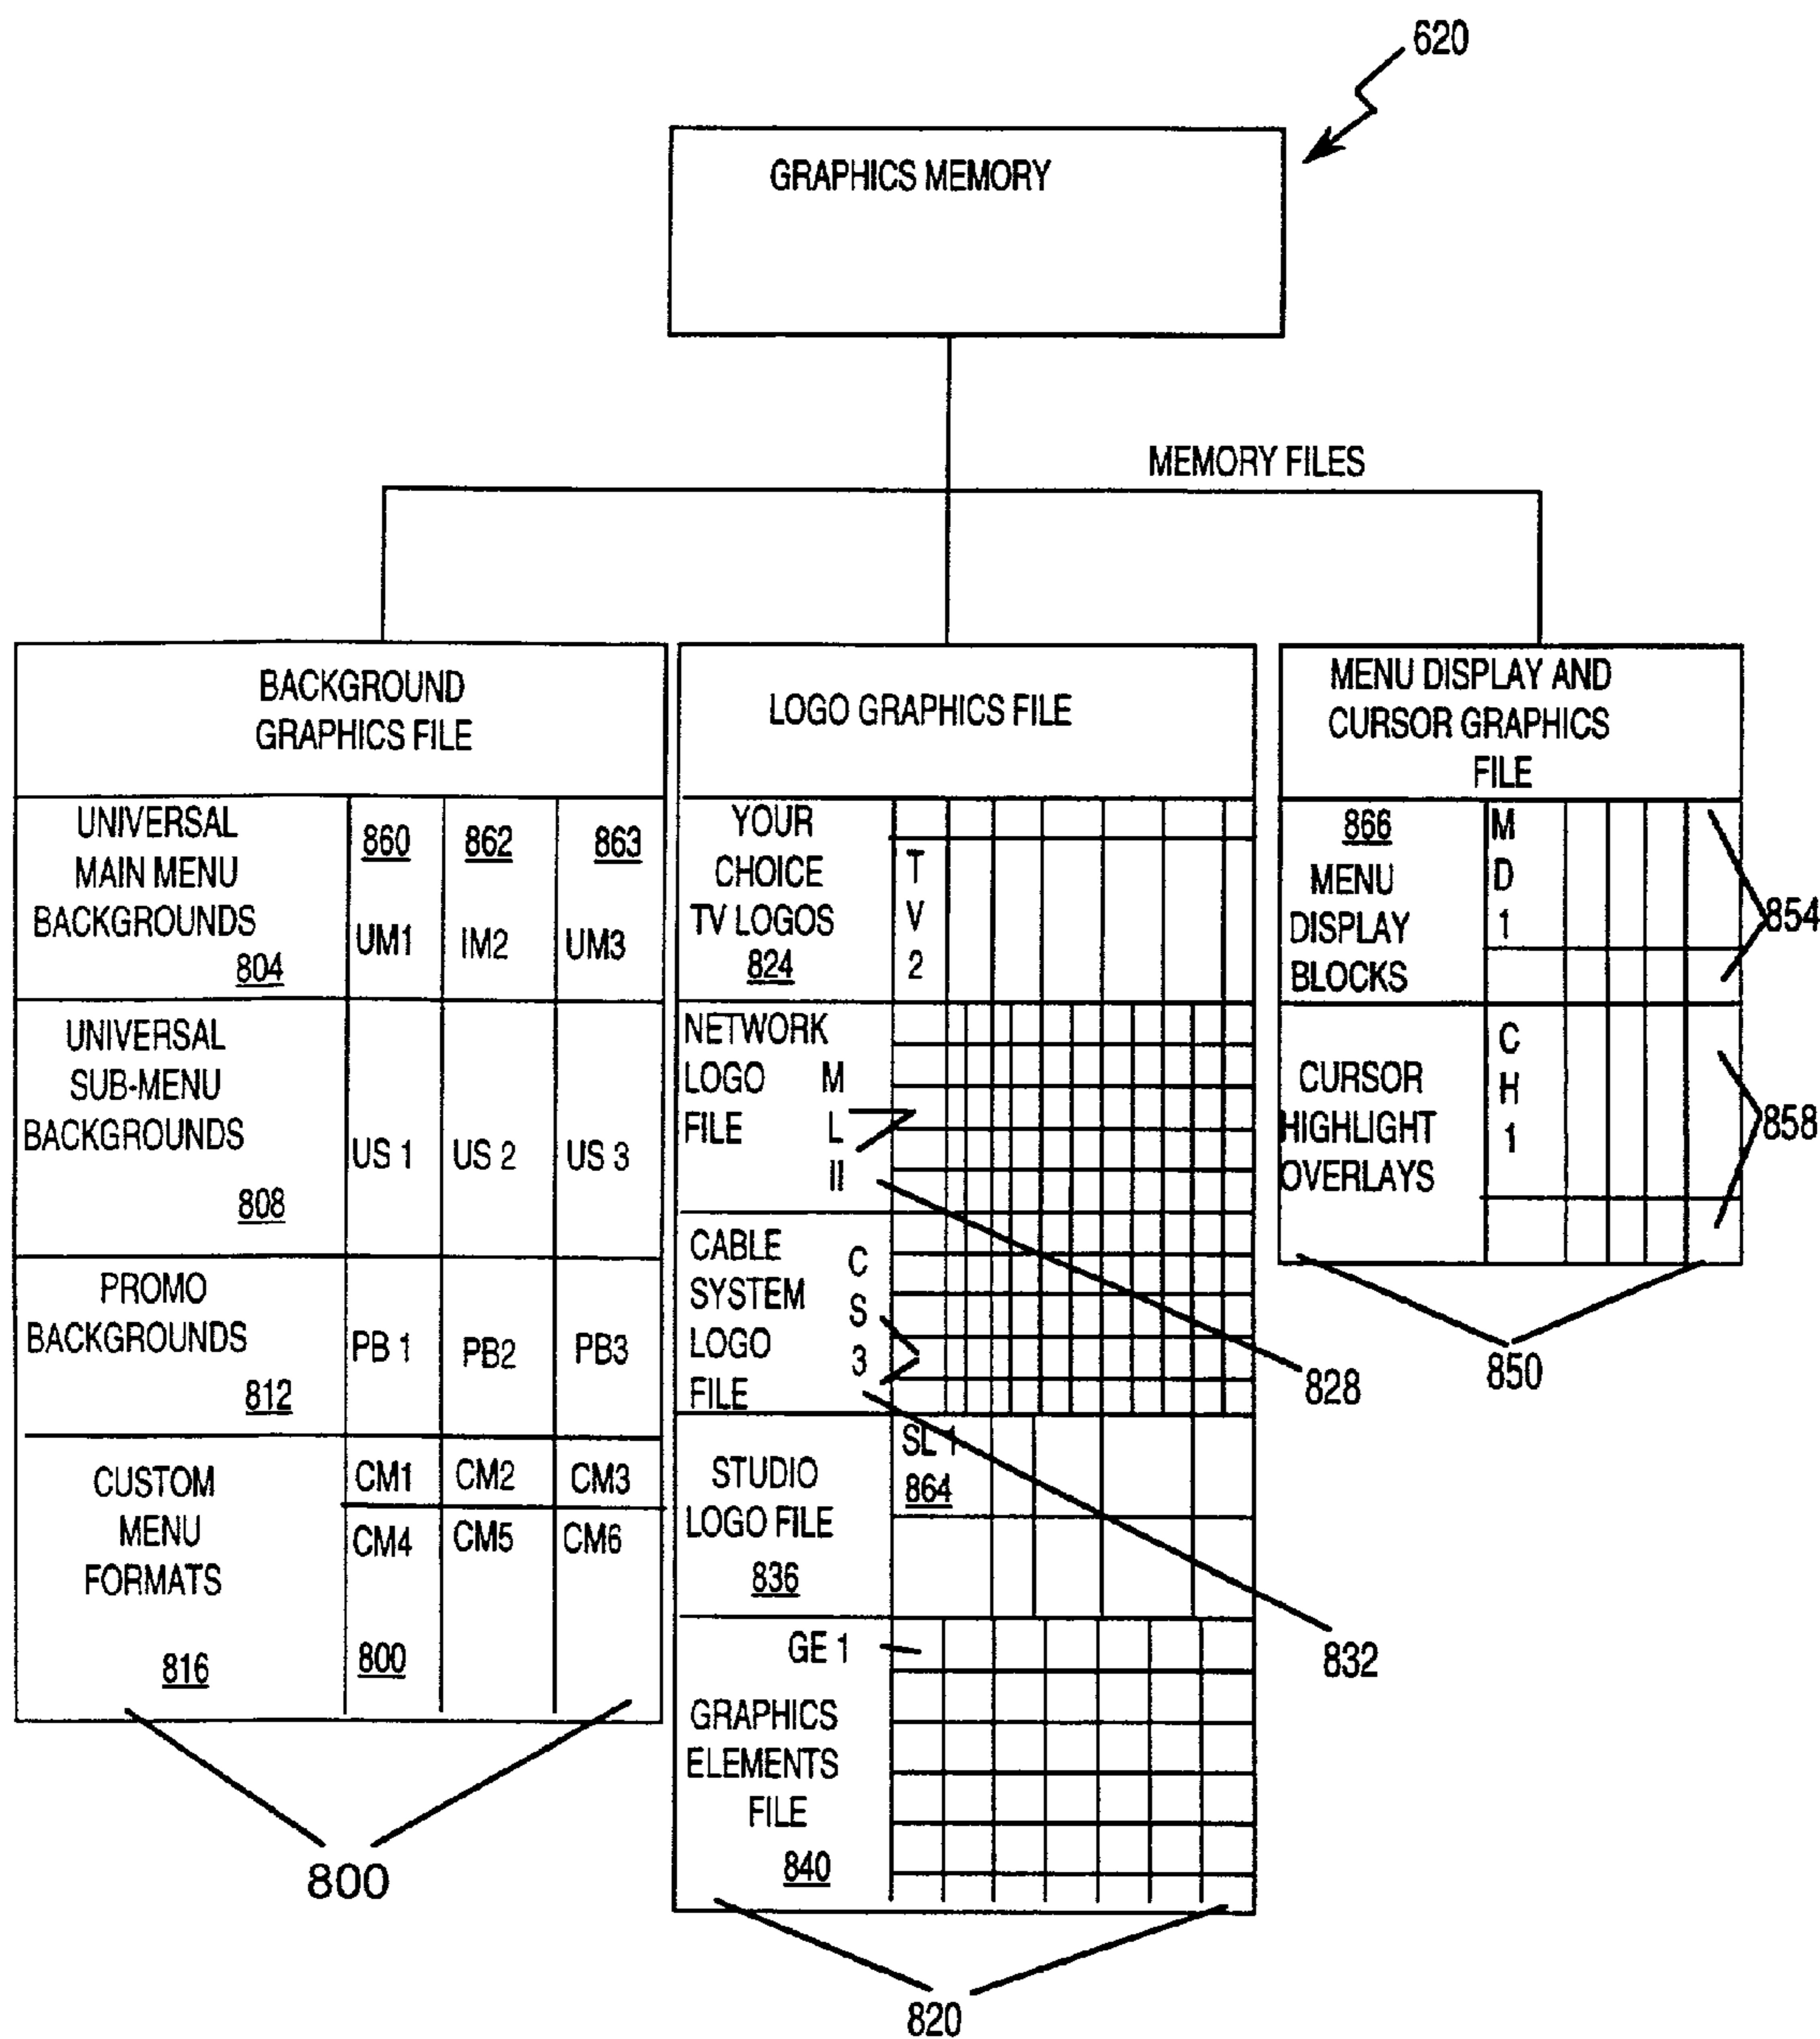 620
GRAPHICS MEMORY
MEMORY FILES
BACKGROUND
GRAPHICS FILE
UNIVERSAL
MAIN MENU
BACKGROUNDS
804
860
862
863
UM1
IM2
UM3
UNIVERSAL
SUB-MENU
BACKGROUNDS
808
US 1
US 2
US 3
PROMO
BACKGROUNDS
812
PB 1
PB2
PB3
CUSTOM
MENU
FORMATS
816
CM1
CM2
CM3
CM4
CM5
CM6
800
800
LOGO GRAPHICS FILE
YOUR
CHOICE
TV LOGOS
824
T
V
2
NETWORK
LOGO
FILE
M
L
II
828
CABLE
SYSTEM
LOGO
FILE
C
S
3
832
STUDIO
LOGO FILE
836
SL 1
864
GE 1
GRAPHICS
ELEMENTS
FILE
840
820
MENU DISPLAY AND
CURSOR GRAPHICS
FILE
866
MENU
DISPLAY
BLOCKS
M
D
1
854
CURSOR
HIGHLIGHT
OVERLAYS
C
H
1
858
850